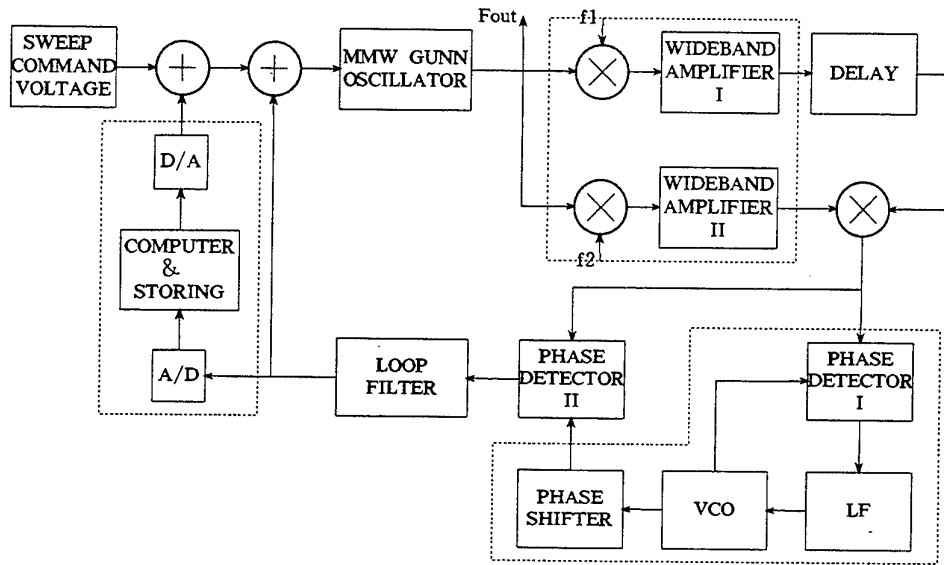 Fout
f1
SWEEP
COMMAND
VOLTAGE
+
+
MMW GUNN
OSCILLATOR
WIDEBAND
AMPLIFIER
I
DELAY
D/A
WIDEBAND
AMPLIFIER
II
f2
COMPUTER
&
STORING
A/D
LOOP
FILTER
PHASE
DETECTOR
II
PHASE
DETECTOR
I
PHASE
SHIFTER
VCO
LF